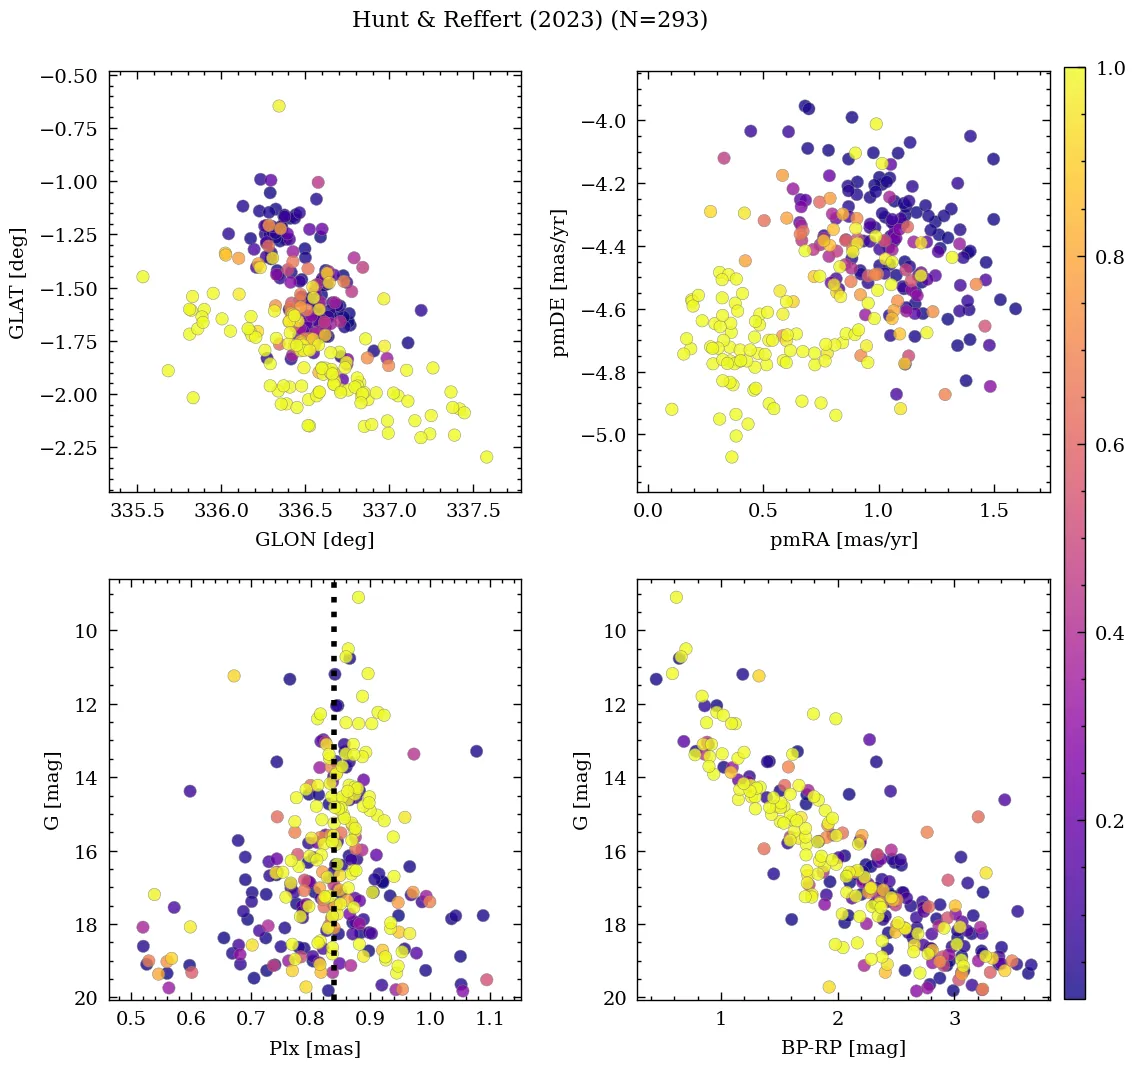 Hunt & Reffert (2023) (N=293)
−0.50
−0.75
−1.00
−1.25
−1.50
−1.75
−2.00
−2.25
GLAT [deg]
335.5 336.0 336.5 337.0 337.5
GLON [deg]
−4.0
−4.2
−4.4
−4.6
−4.8
−5.0
pmDE [mas/yr]
0.0 0.5 1.0 1.5
pmRA [mas/yr]
1.0
0.8
0.6
0.4
0.2
10
12
14
16
18
20
G [mag]
0.5 0.6 0.7 0.8 0.9 1.0 1.1
Plx [mas]
10
12
14
16
18
20
G [mag]
1 2 3
BP-RP [mag]